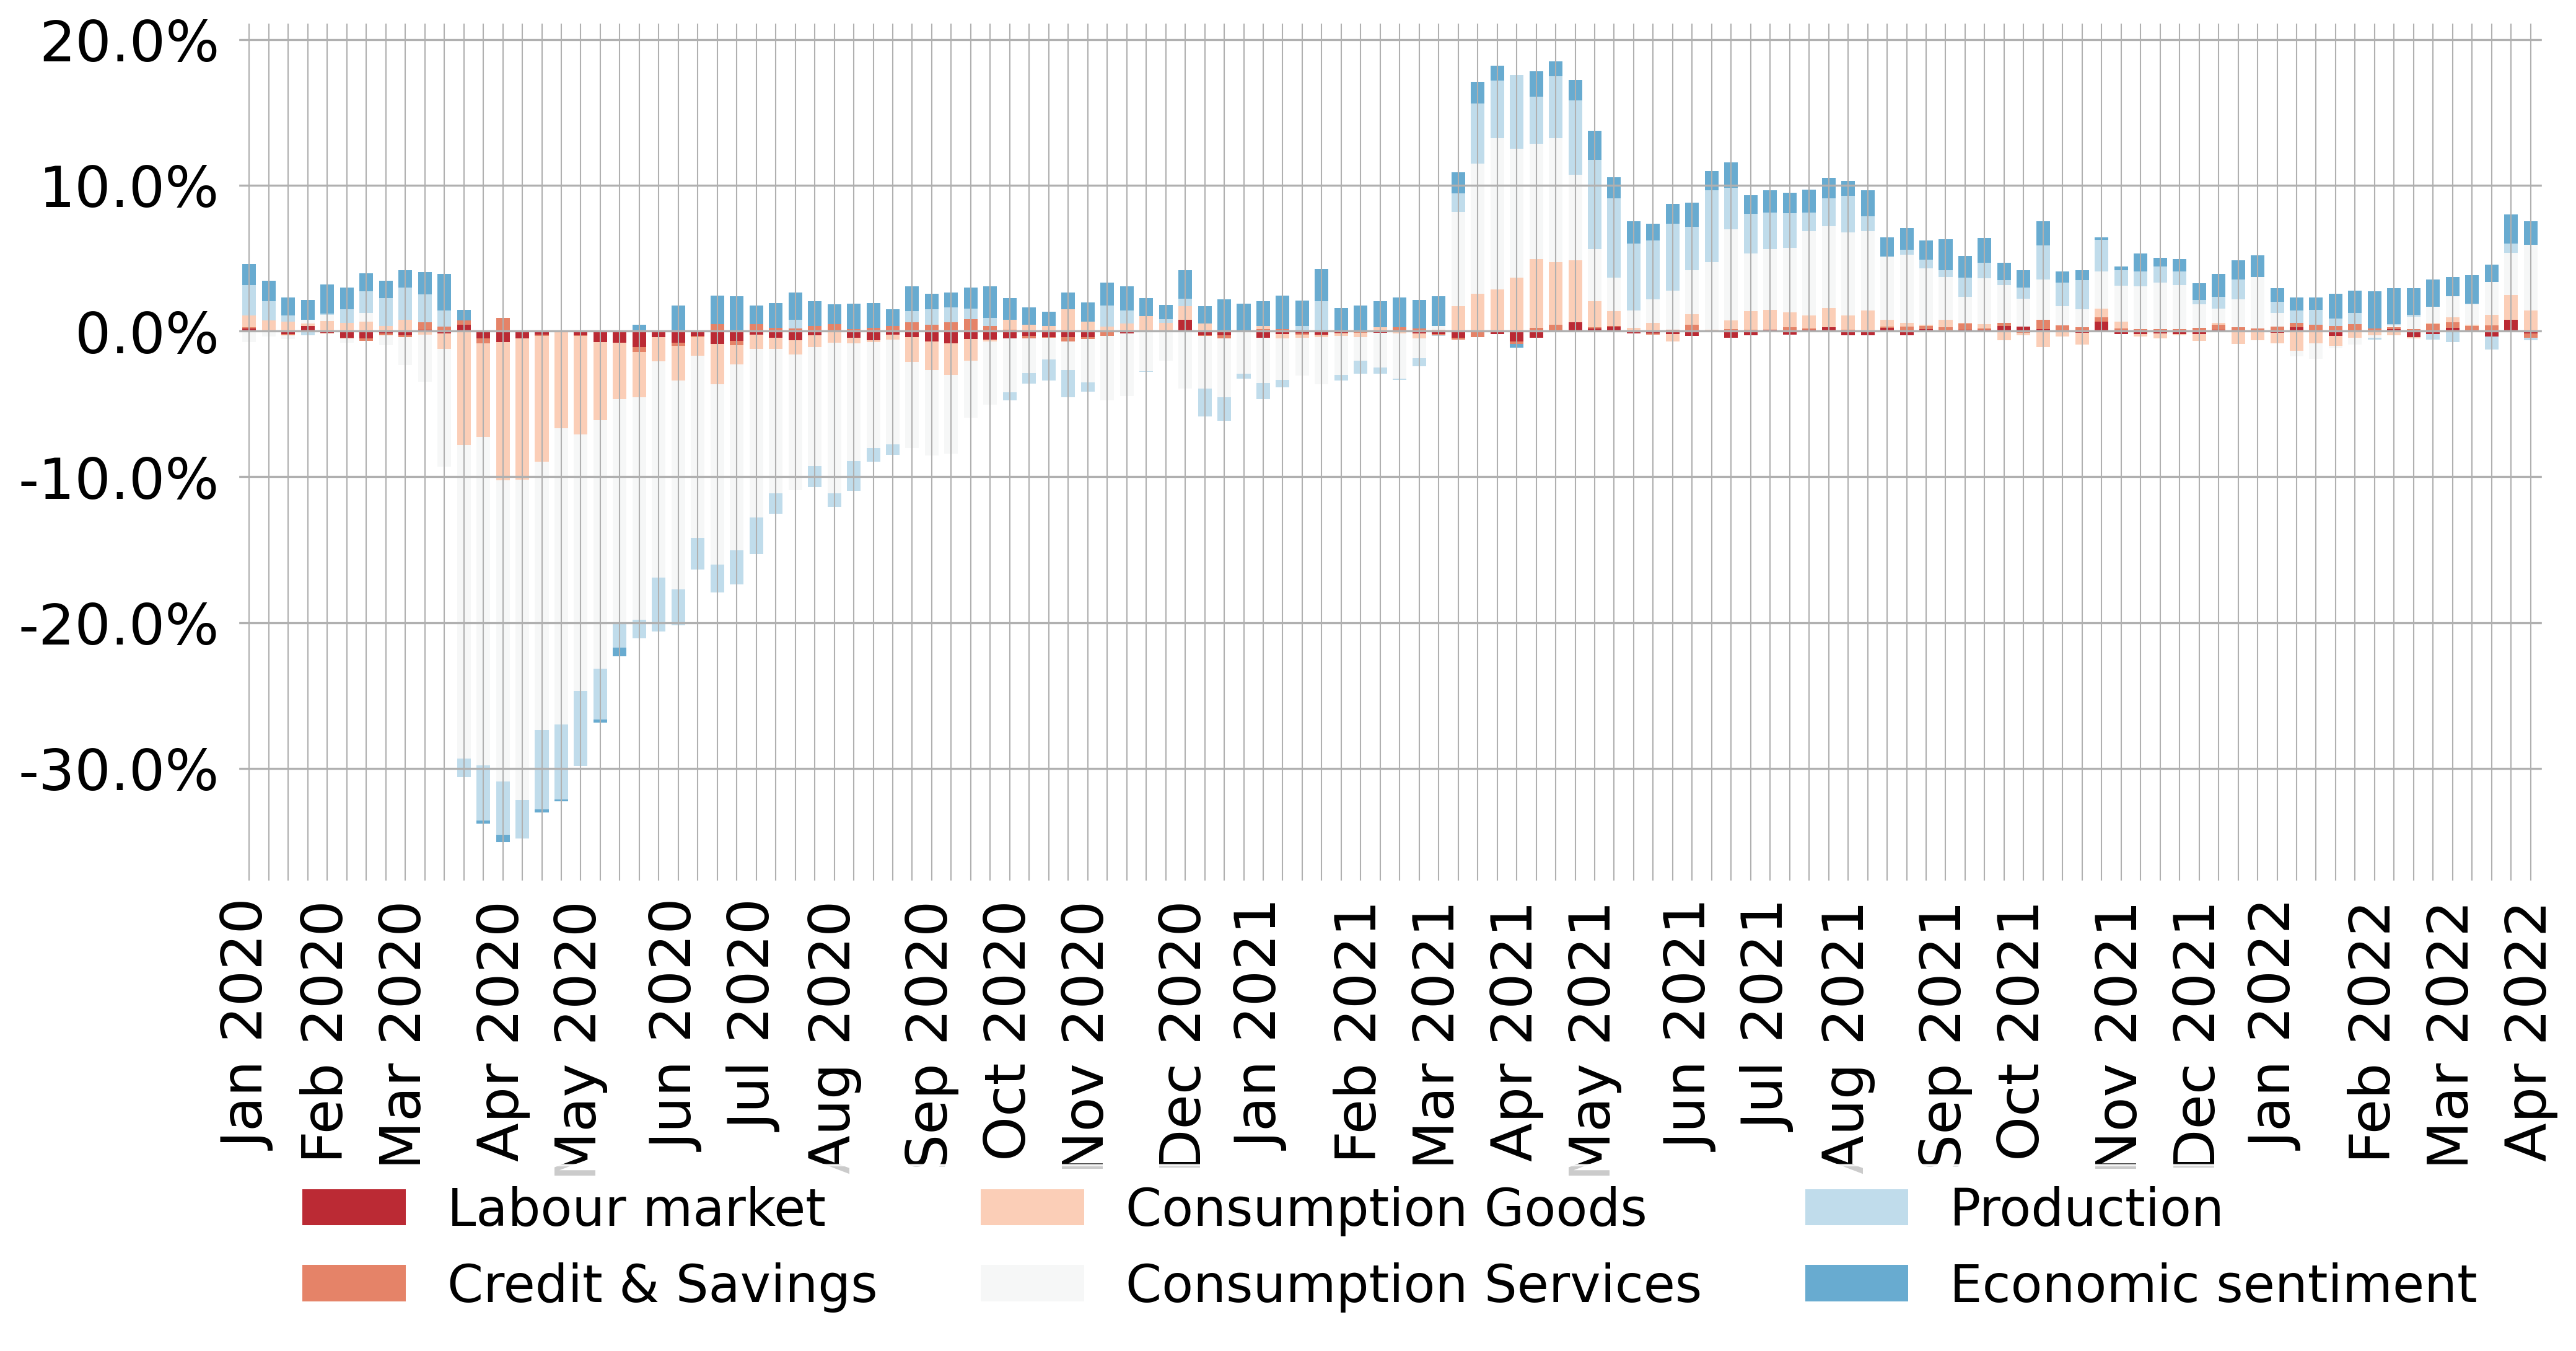 20.0%
10.0%
0.0%
-10.0%
-20.0%
-30.0%
Jan 2020
Feb 2020
Mar 2020
Apr 2020
May 2020
Jun 2020
Jul 2020
Aug 2020
Sep 2020
Oct 2020
Nov 2020
Dec 2020
Jan 2021
Feb 2021
Mar 2021
Apr 2021
May 2021
Jun 2021
Jul 2021
Aug 2021
Sep 2021
Oct 2021
Nov 2021
Dec 2021
Jan 2022
Feb 2022
Mar 2022
Apr 2022
Labour market
Credit & Savings
Consumption Goods
Consumption Services
Production
Economic sentiment